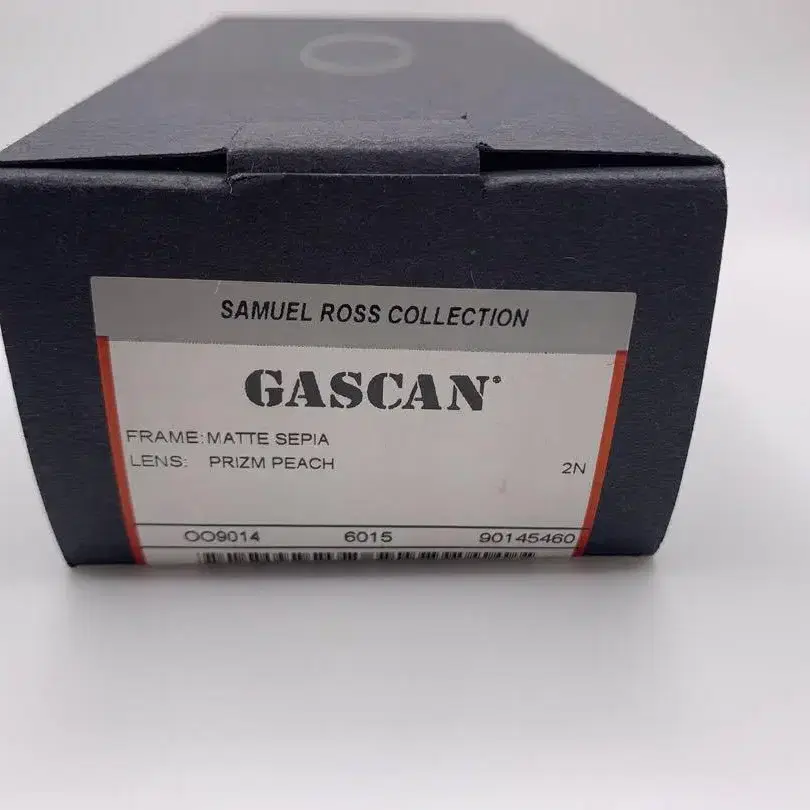 SAMUEL ROSS COLLECTION
GASCAN®
FRAME: MATTE SEPIA
LENS: PRIZM PEACH 2N
OO9014 6015 90145460